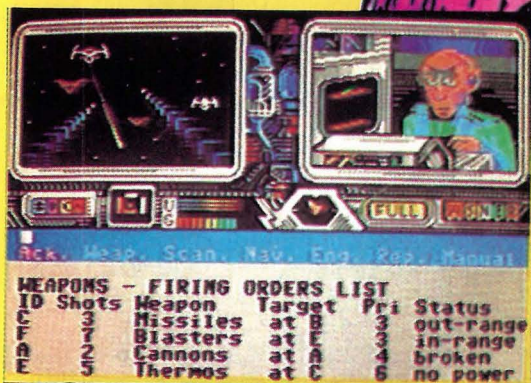 Ack. Weap. Scan. Nav. Eng. Rep. Manual
WEAPONS - FIRING ORDERS LIST
ID Shots Weapon Target Pri Status
C 3 Missiles at B 3 out-range
F Blasters at E 3 in-range
A 2 Cannons at A 4 broken
E 5 Thermos at C 6 no power